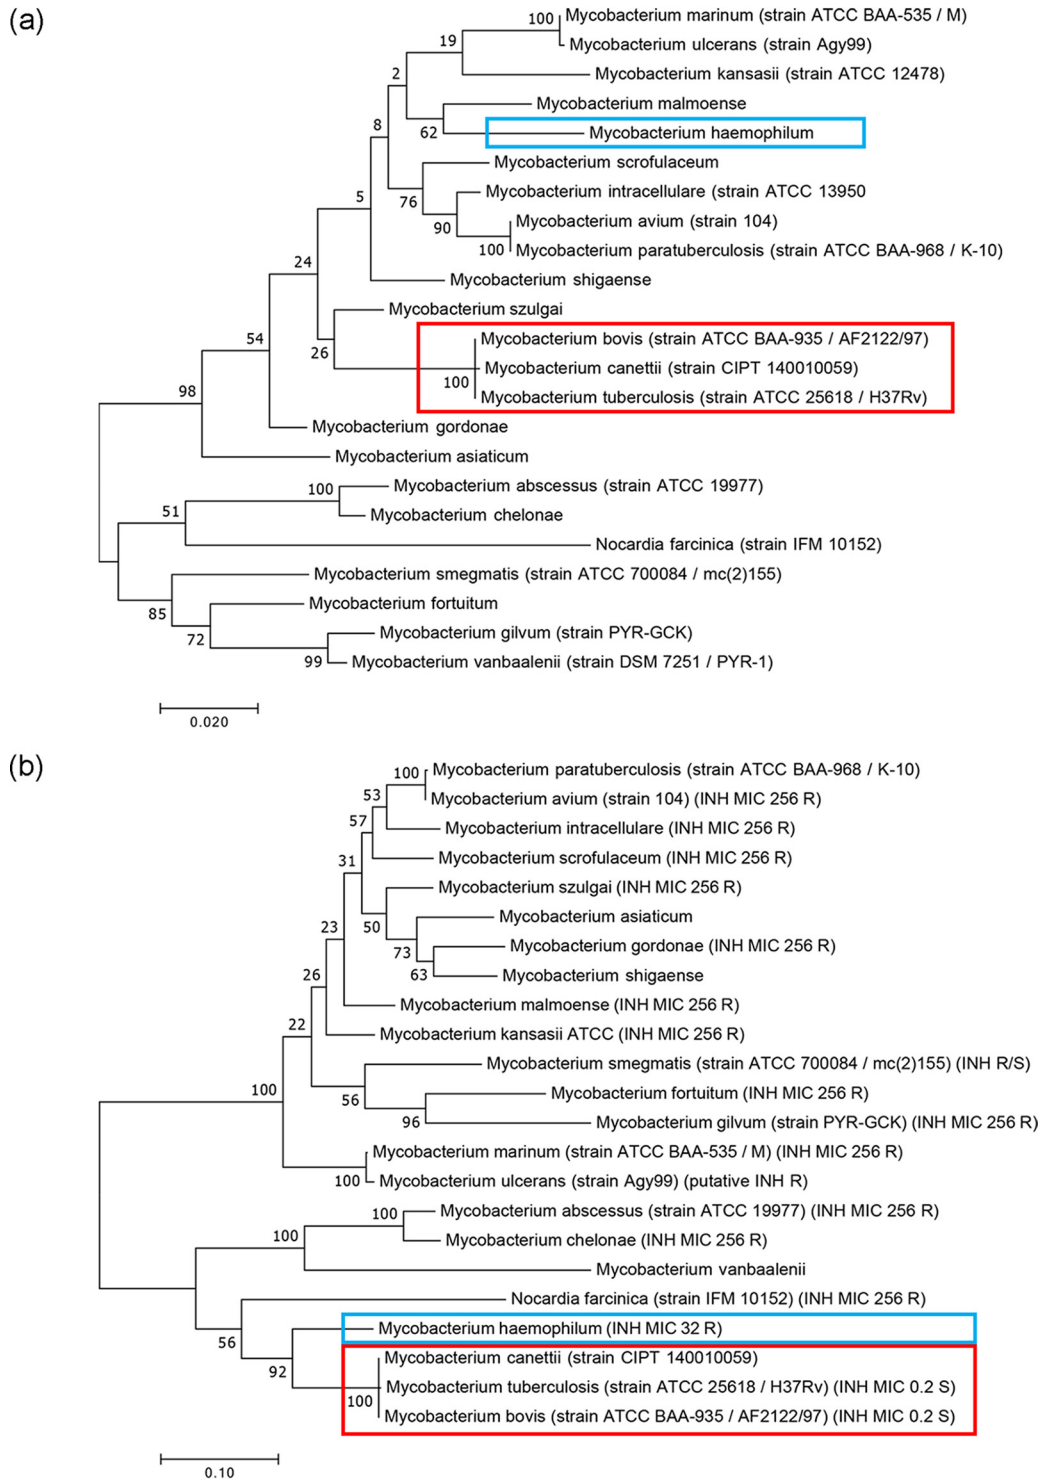 (a)
100
Mycobacterium marinum (strain ATCC BAA-535 / M)
19
Mycobacterium ulcerans (strain Agy99)
2
Mycobacterium kansasii (strain ATCC 12478)
Mycobacterium malmoense
8
62
Mycobacterium haemophilum
Mycobacterium scrofulaceum
5
76
Mycobacterium intracellulare (strain ATCC 13950
90
Mycobacterium avium (strain 104)
100
Mycobacterium paratuberculosis (strain ATCC BAA-968 / K-10)
24
Mycobacterium shigaense
Mycobacterium szulgai
54
26
Mycobacterium bovis (strain ATCC BAA-935 / AF2122/97)
Mycobacterium canettii (strain CIPT 140010059)
100
98
Mycobacterium tuberculosis (strain ATCC 25618 / H37Rv)
Mycobacterium gordonae
Mycobacterium asiaticum
100
Mycobacterium abscessus (strain ATCC 19977)
51
Mycobacterium chelonae
Nocardia farcinica (strain IFM 10152)
Mycobacterium smegmatis (strain ATCC 700084 / mc(2)155)
85
Mycobacterium fortuitum
72
Mycobacterium gilvum (strain PYR-GCK)
99
Mycobacterium vanbaalenii (strain DSM 7251 / PYR-1)
0.020
(b)
100
Mycobacterium paratuberculosis (strain ATCC BAA-968 / K-10)
53
Mycobacterium avium (strain 104) (INH MIC 256 R)
57
Mycobacterium intracellulare (INH MIC 256 R)
31
Mycobacterium scrofulaceum (INH MIC 256 R)
Mycobacterium szulgai (INH MIC 256 R)
50
Mycobacterium asiaticum
23
73
Mycobacterium gordonae (INH MIC 256 R)
26
63
Mycobacterium shigaense
Mycobacterium malmoense (INH MIC 256 R)
22
Mycobacterium kansasii ATCC (INH MIC 256 R)
Mycobacterium smegmatis (strain ATCC 700084 / mc(2)155) (INH R/S)
100
56
Mycobacterium fortuitum (INH MIC 256 R)
96
Mycobacterium gilvum (strain PYR-GCK) (INH MIC 256 R)
Mycobacterium marinum (strain ATCC BAA-535 / M) (INH MIC 256 R)
100
Mycobacterium ulcerans (strain Agy99) (putative INH R)
100
Mycobacterium abscessus (strain ATCC 19977) (INH MIC 256 R)
100
Mycobacterium chelonae (INH MIC 256 R)
Mycobacterium vanbaalenii
Nocardia farcinica (strain IFM 10152) (INH MIC 256 R)
56
Mycobacterium haemophilum (INH MIC 32 R)
92
Mycobacterium canettii (strain CIPT 140010059)
Mycobacterium tuberculosis (strain ATCC 25618 / H37Rv) (INH MIC 0.2 S)
100
Mycobacterium bovis (strain ATCC BAA-935 / AF2122/97) (INH MIC 0.2 S)
0.10